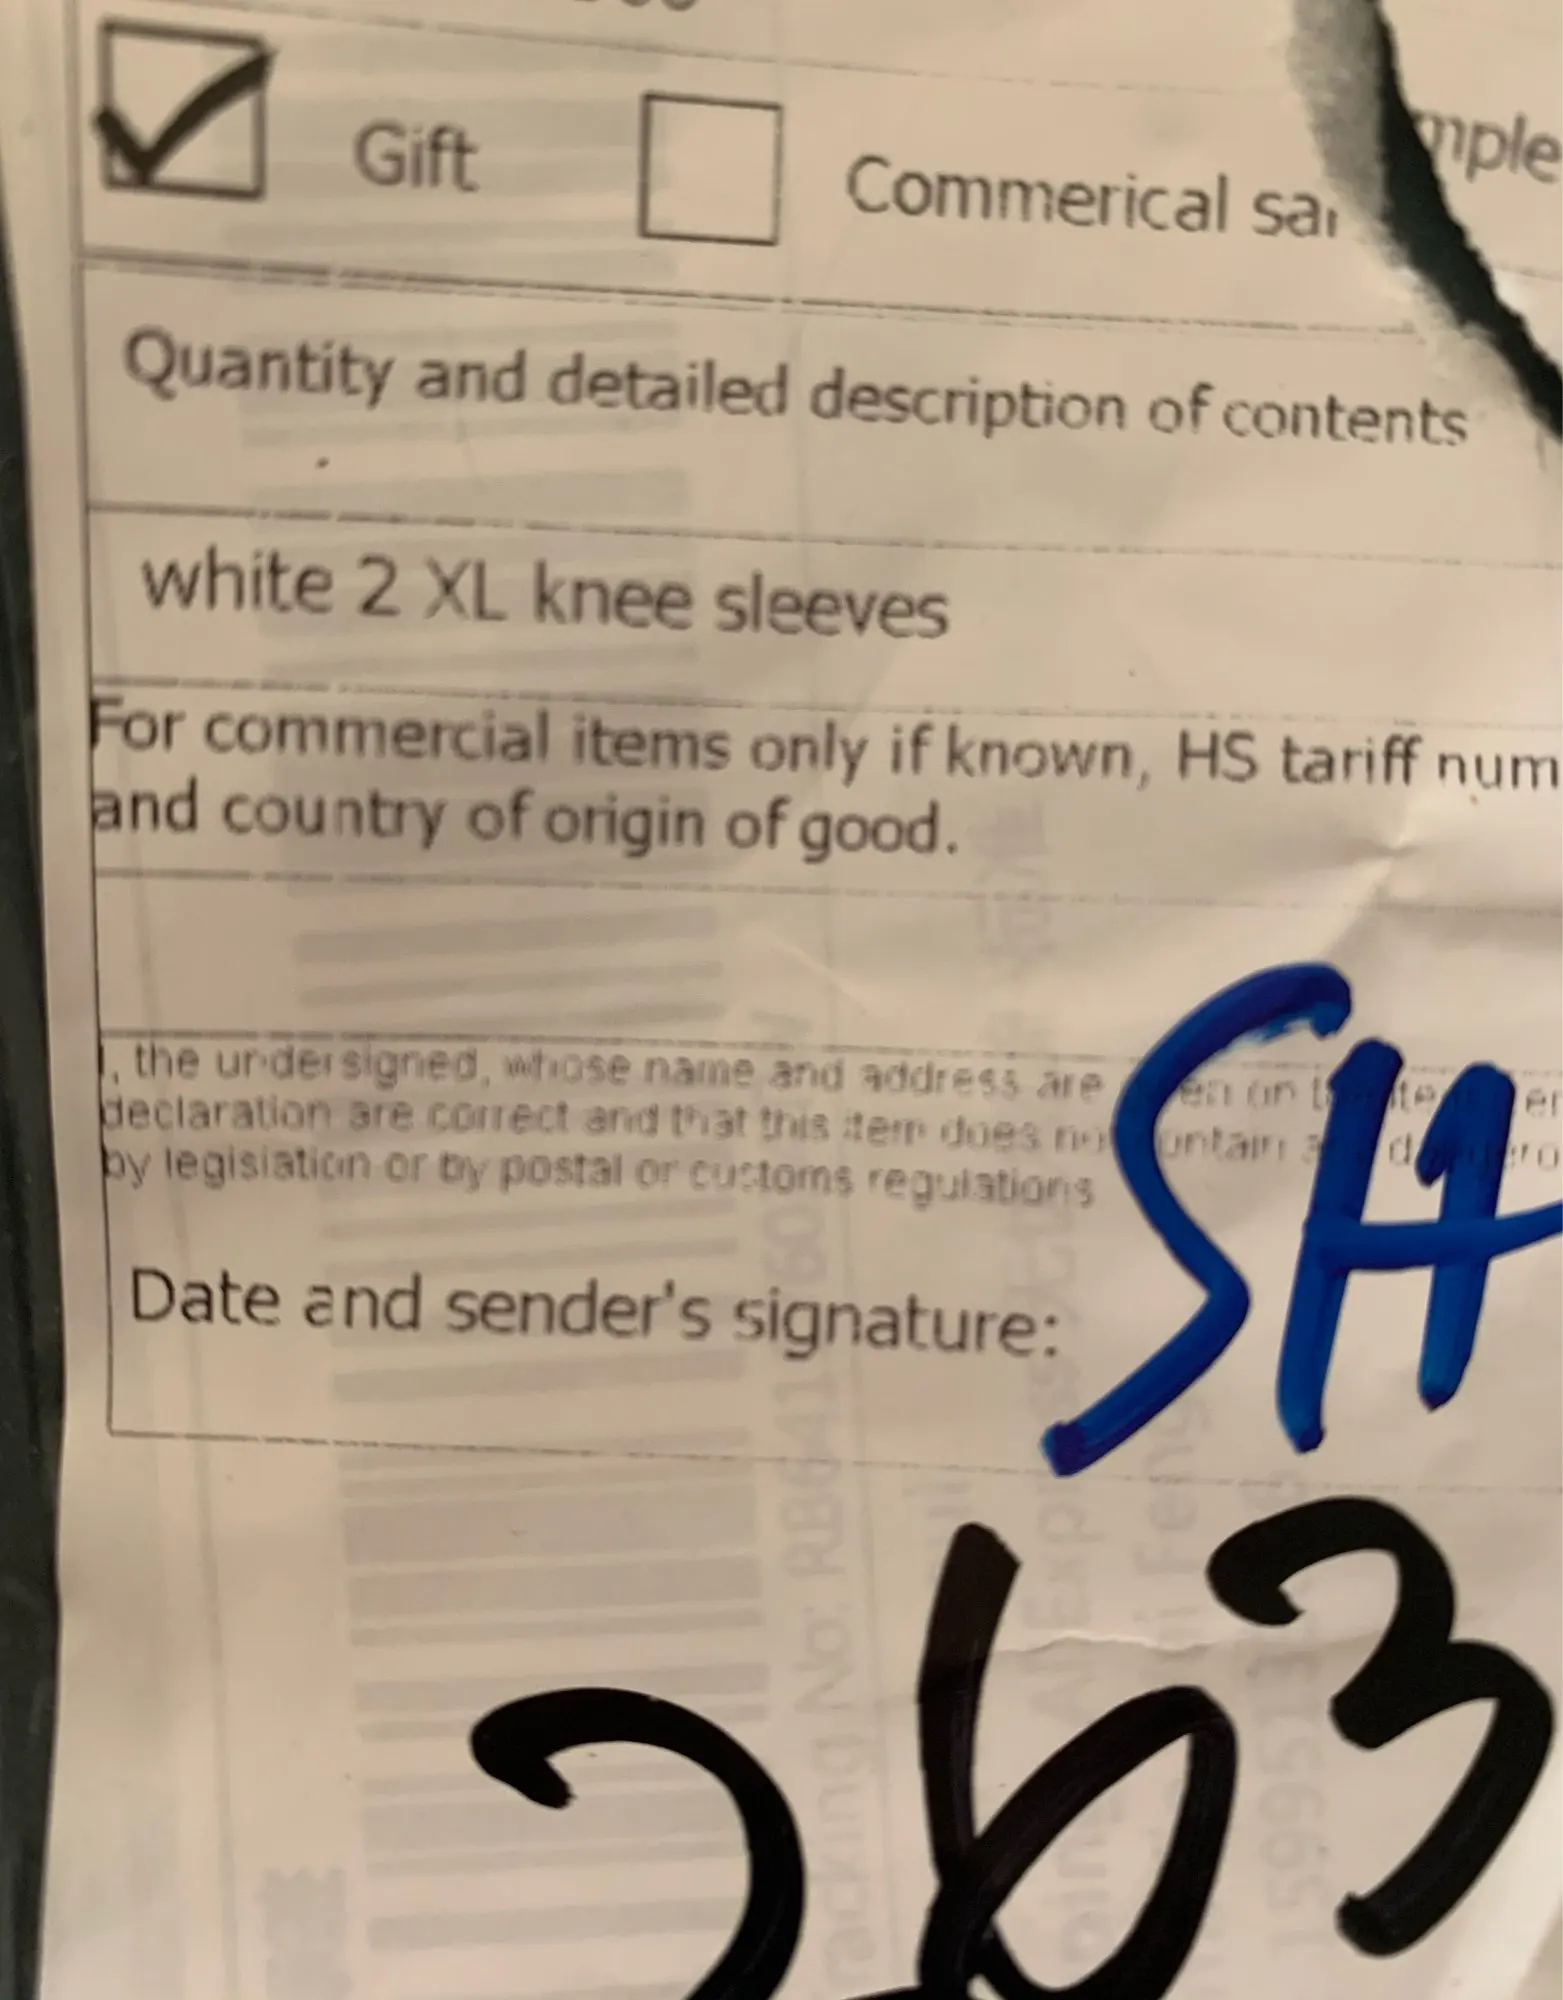 Gift Commerical sa mple
Quantity and detailed description of contents
white 2 XL knee sleeves
For commercial items only if known, HS tariff num
and country of origin of good.
I, the undersigned, whose name and address are
declaration are correct and that this item does
by legislation or by postal or customs regulations
Date and sender's signature: SH
263